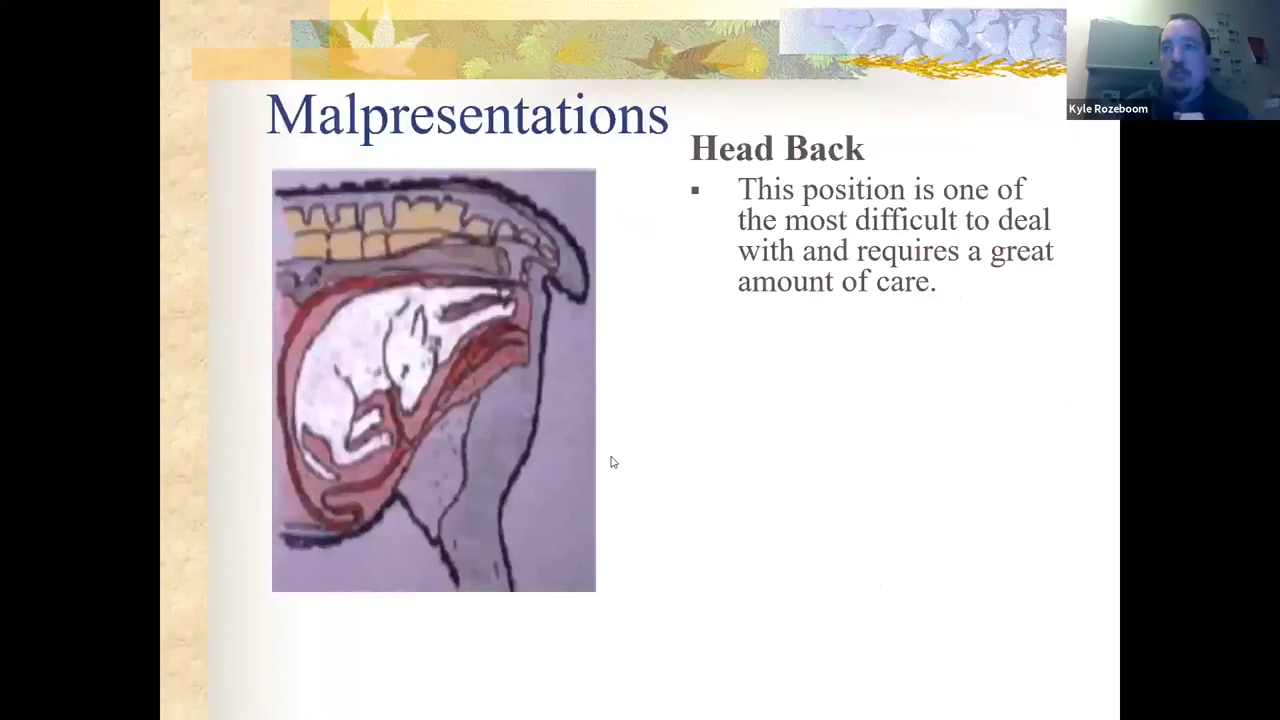 Malpresentations
Kyle Rozeboom
Head Back
▪ This position is one of
the most difficult to deal
with and requires a great
amount of care.